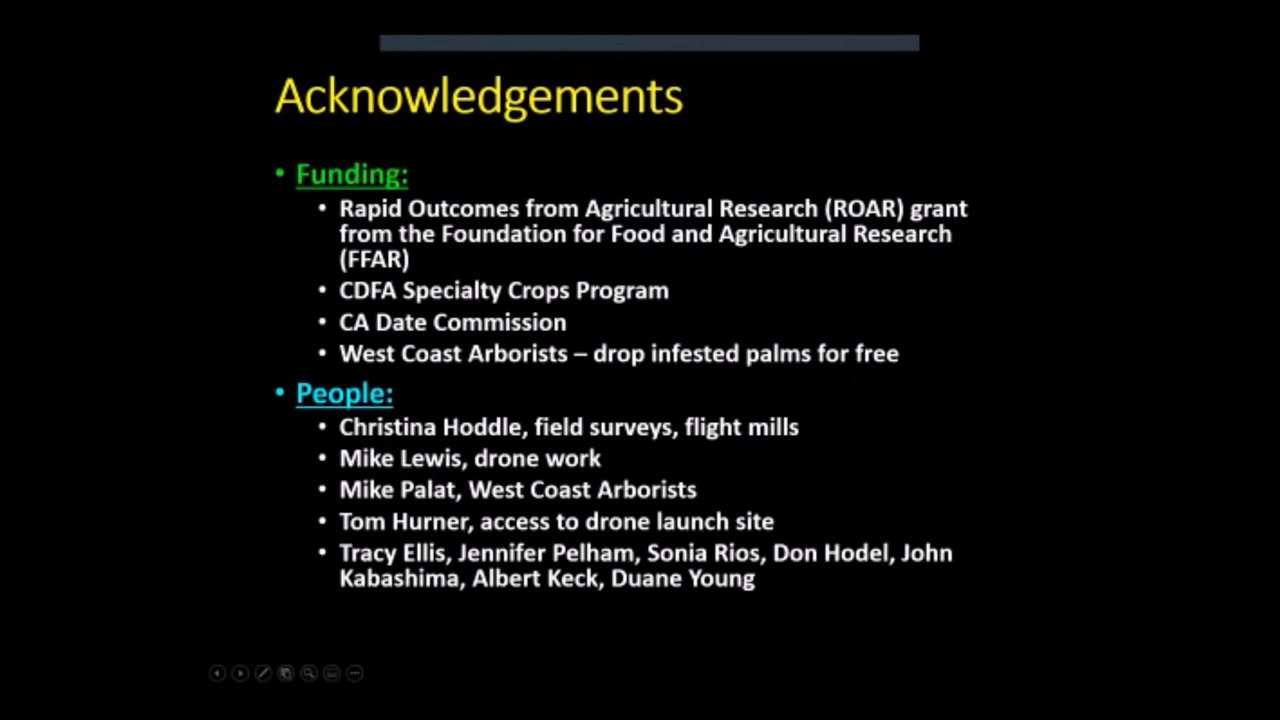 Acknowledgements
• Funding:
• Rapid Outcomes from Agricultural Research (ROAR) grant
from the Foundation for Food and Agricultural Research
(FFAR)
• CDFA Specialty Crops Program
• CA Date Commission
• West Coast Arborists – drop infested palms for free
• People:
• Christina Hoddle, field surveys, flight mills
• Mike Lewis, drone work
• Mike Palat, West Coast Arborists
• Tom Hurner, access to drone launch site
• Tracy Ellis, Jennifer Pelham, Sonia Rios, Don Hodel, John
Kabashima, Albert Keck, Duane Young